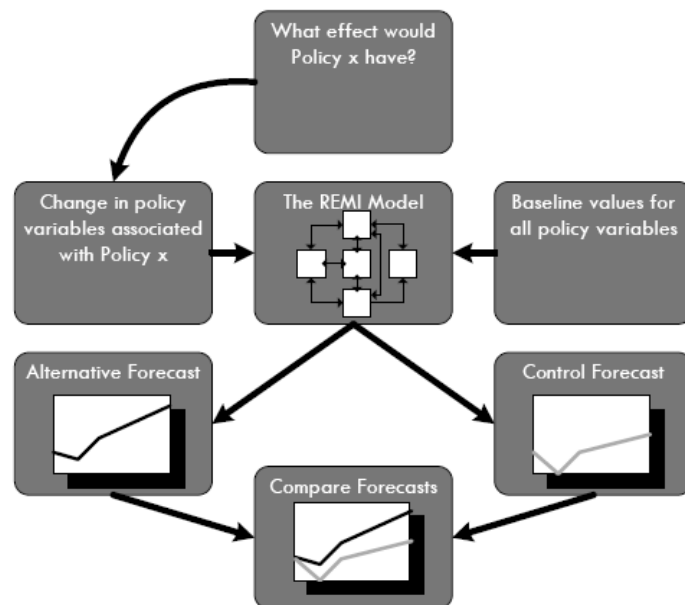 What effect would
Policy x have?
Change in policy
variables associated
with Policy x
The REMI Model
Baseline values for
all policy variables
Alternative Forecast
Control Forecast
Compare Forecasts